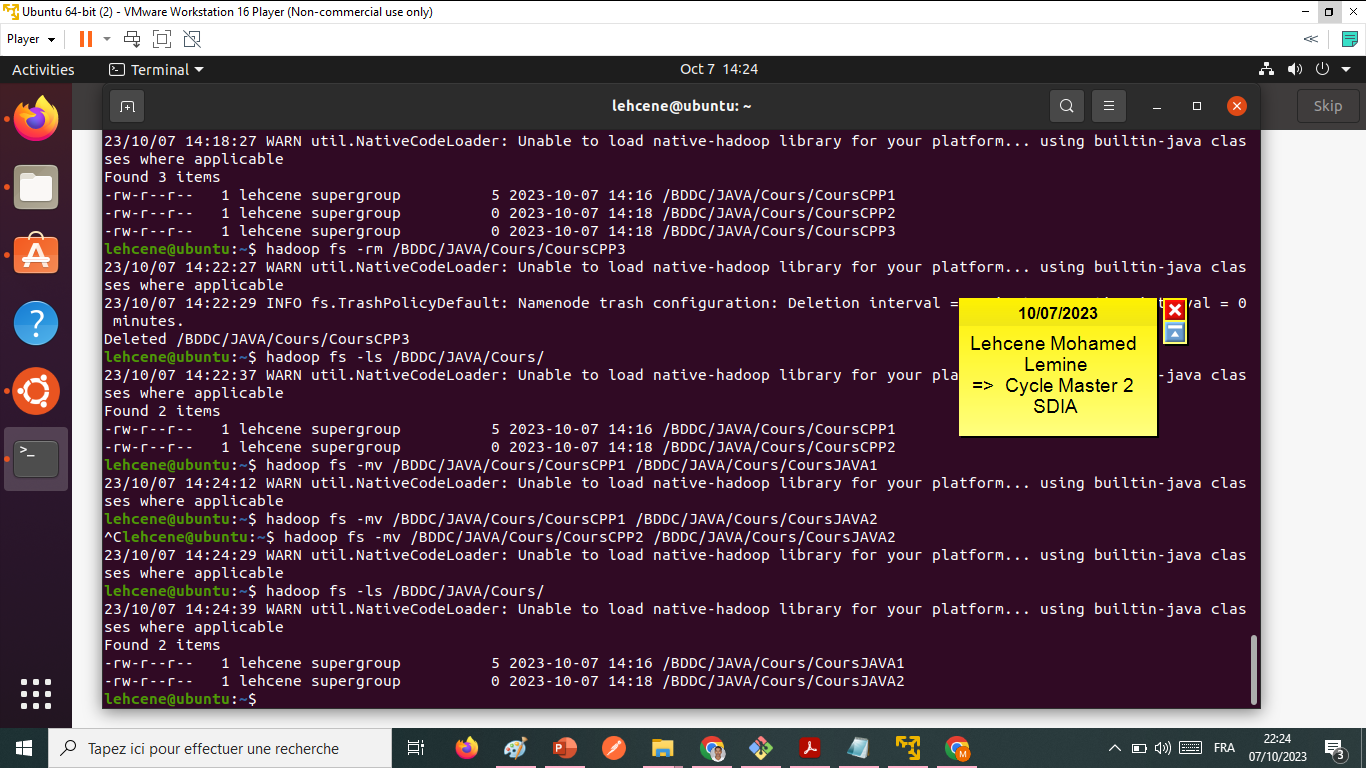 Ubuntu 64-bit (2) - VMware Workstation 16 Player (Non-commercial use only)
Player
Activities
Terminal
Oct 7 14:24
lehcene@ubuntu: ~
Skip
23/10/07 14:18:27 WARN util.NativeCodeLoader: Unable to load native-hadoop library for your platform... using builtin-java clas
ses where applicable
Found 3 items
-rw-r--r--   1 lehcene supergroup          5 2023-10-07 14:16 /BDDC/JAVA/Cours/CoursCPP1
-rw-r--r--   1 lehcene supergroup          0 2023-10-07 14:18 /BDDC/JAVA/Cours/CoursCPP2
-rw-r--r--   1 lehcene supergroup          0 2023-10-07 14:18 /BDDC/JAVA/Cours/CoursCPP3
lehcene@ubuntu:~$ hadoop fs -rm /BDDC/JAVA/Cours/CoursCPP3
23/10/07 14:22:27 WARN util.NativeCodeLoader: Unable to load native-hadoop library for your platform... using builtin-java clas
ses where applicable
23/10/07 14:22:29 INFO fs.TrashPolicyDefault: Namenode trash configuration: Deletion interval = = 0
 minutes.
Deleted /BDDC/JAVA/Cours/CoursCPP3
lehcene@ubuntu:~$ hadoop fs -ls /BDDC/JAVA/Cours/
23/10/07 14:22:37 WARN util.NativeCodeLoader: Unable to load native-hadoop library for your clas
ses where applicable
Found 2 items
-rw-r--r--   1 lehcene supergroup          5 2023-10-07 14:16 /BDDC/JAVA/Cours/CoursCPP1
-rw-r--r--   1 lehcene supergroup          0 2023-10-07 14:18 /BDDC/JAVA/Cours/CoursCPP2
lehcene@ubuntu:~$ hadoop fs -mv /BDDC/JAVA/Cours/CoursCPP1 /BDDC/JAVA/Cours/CoursJAVA1
23/10/07 14:24:12 WARN util.NativeCodeLoader: Unable to load native-hadoop library for your platform... using builtin-java clas
ses where applicable
lehcene@ubuntu:~$ hadoop fs -mv /BDDC/JAVA/Cours/CoursCPP1 /BDDC/JAVA/Cours/CoursJAVA2
^Clehcene@ubuntu:~$ hadoop fs -mv /BDDC/JAVA/Cours/CoursCPP2 /BDDC/JAVA/Cours/CoursJAVA2
23/10/07 14:24:29 WARN util.NativeCodeLoader: Unable to load native-hadoop library for your platform... using builtin-java clas
ses where applicable
lehcene@ubuntu:~$ hadoop fs -ls /BDDC/JAVA/Cours/
23/10/07 14:24:39 WARN util.NativeCodeLoader: Unable to load native-hadoop library for your platform... using builtin-java clas
ses where applicable
Found 2 items
-rw-r--r--   1 lehcene supergroup          5 2023-10-07 14:16 /BDDC/JAVA/Cours/CoursJAVA1
-rw-r--r--   1 lehcene supergroup          0 2023-10-07 14:18 /BDDC/JAVA/Cours/CoursJAVA2
lehcene@ubuntu:~$
10/07/2023
Lehcene Mohamed
Lemine
=> Cycle Master 2
SDIA
Tapez ici pour effectuer une recherche
FRA
22:24
07/10/2023
3